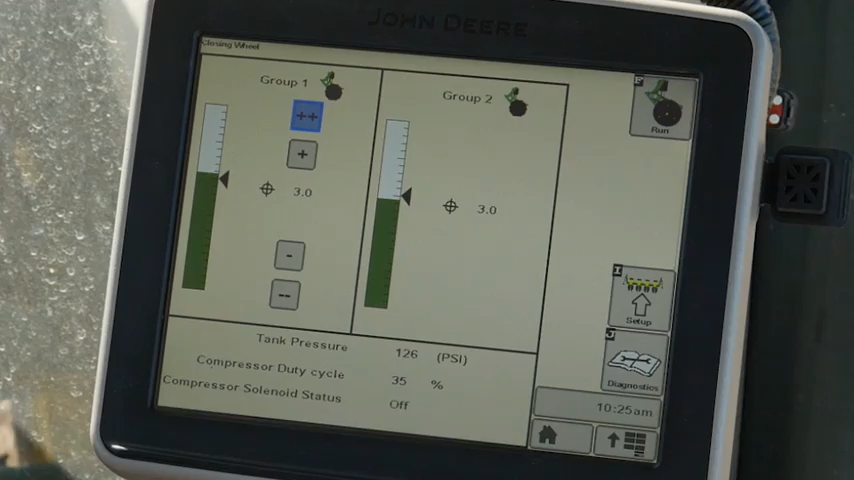 JOHN DEERE
Closing Wheel
Group 1
++
+
3.0
-
--
Group 2
3.0
F
Run
I
Setup
J
Diagnostics
Tank Pressure 126 (PSI)
Compressor Duty cycle 35 %
Compressor Solenoid Status Off
10:25am